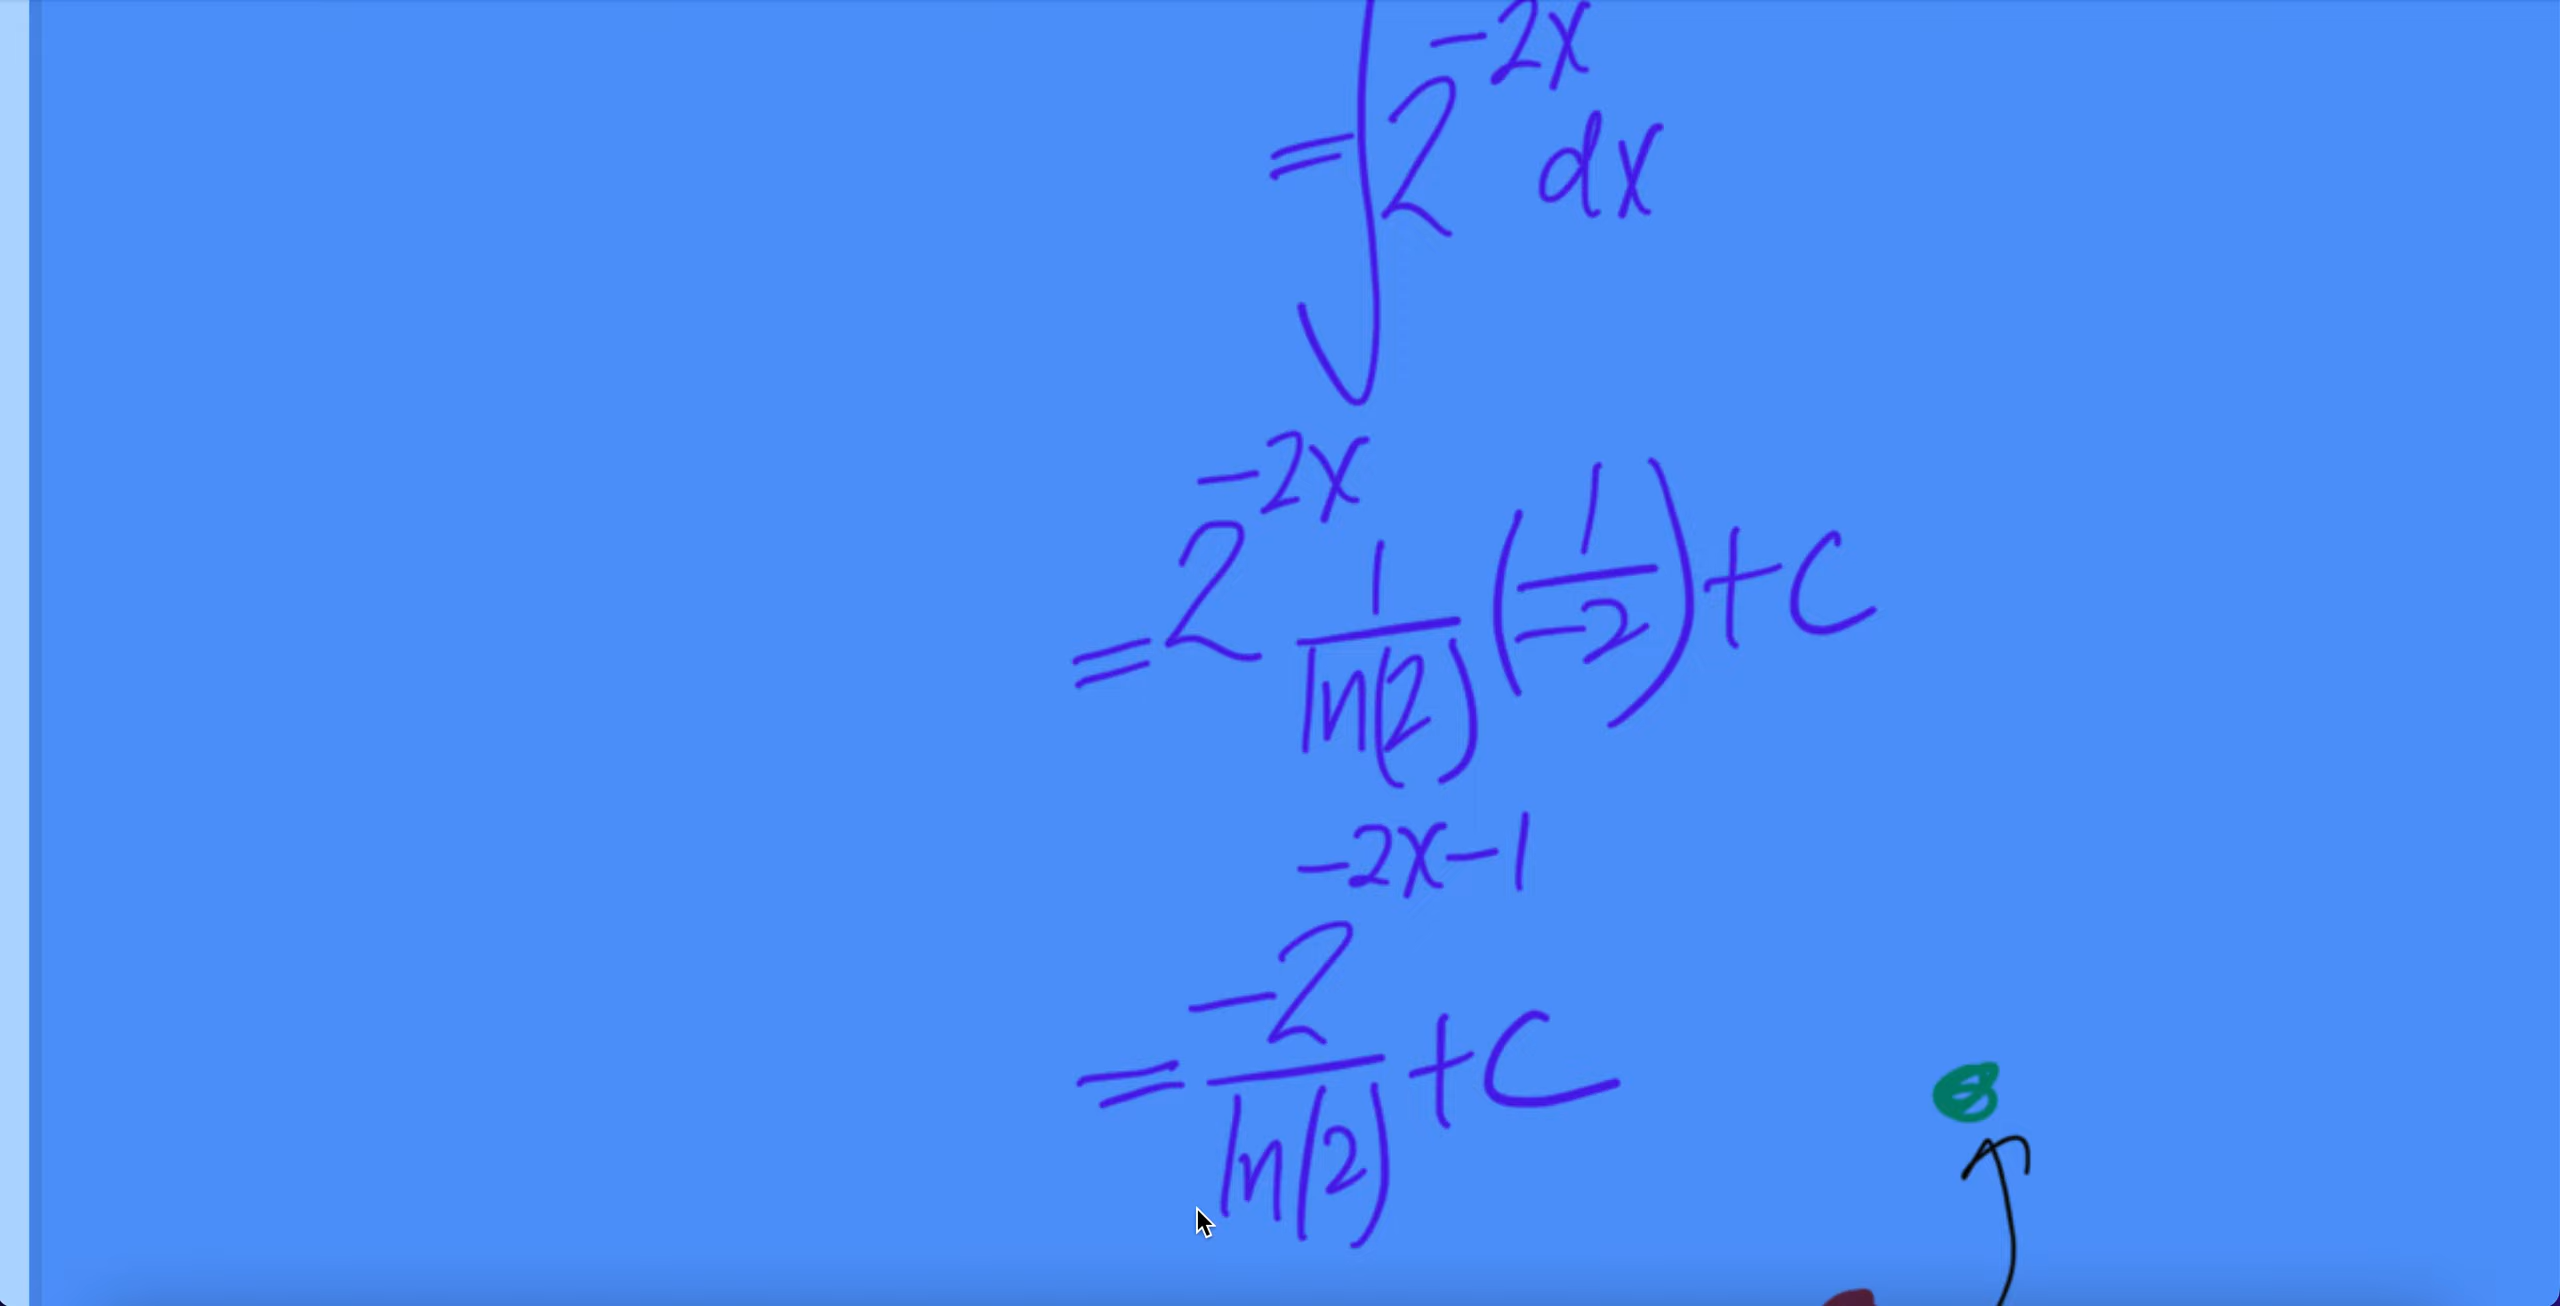 = ∫ 2^{-2x} dx
= 2^{-2x} \frac{1}{ln(2)} (\frac{1}{-2}) + C
= \frac{-2^{-2x-1}}{ln(2)} + C